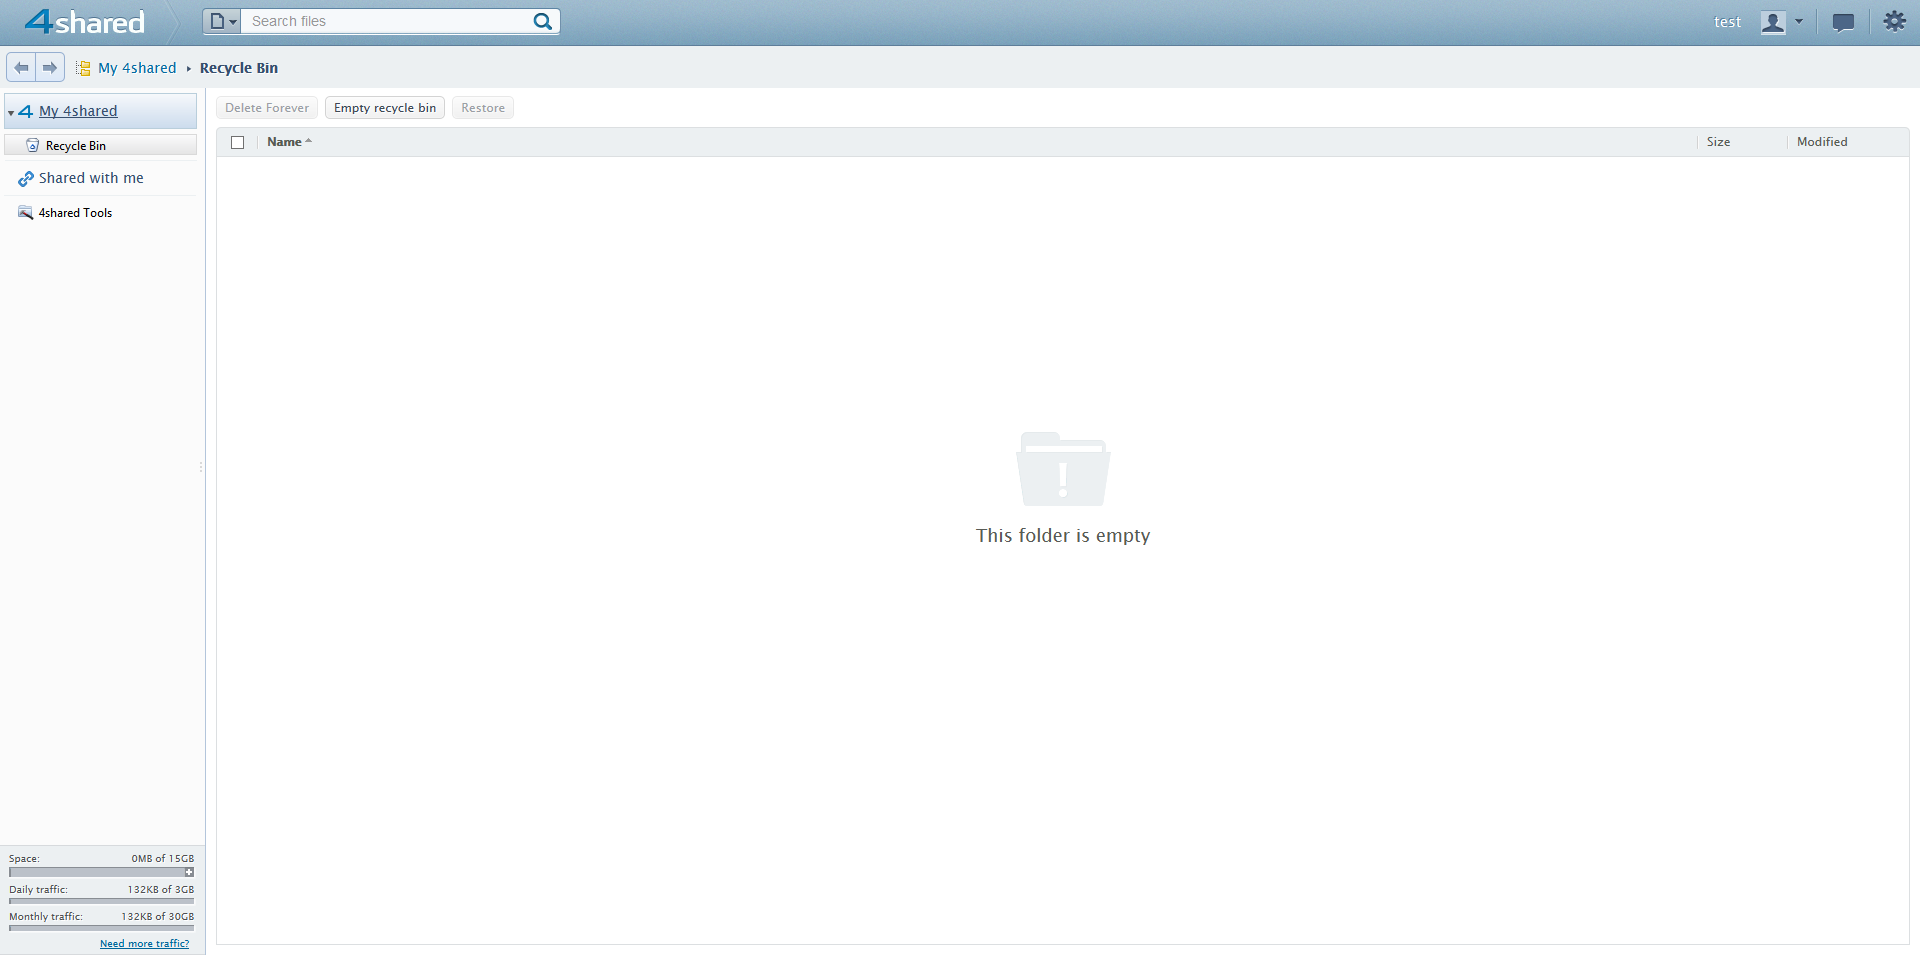 4shared
Search files
test
My 4shared ▸ Recycle Bin
4 My 4shared
Recycle Bin
Shared with me
4shared Tools
Delete Forever
Empty recycle bin
Restore
Name
Size
Modified
This folder is empty
Space: 0MB of 15GB
Daily traffic: 132KB of 3GB
Monthly traffic: 132KB of 30GB
Need more traffic?